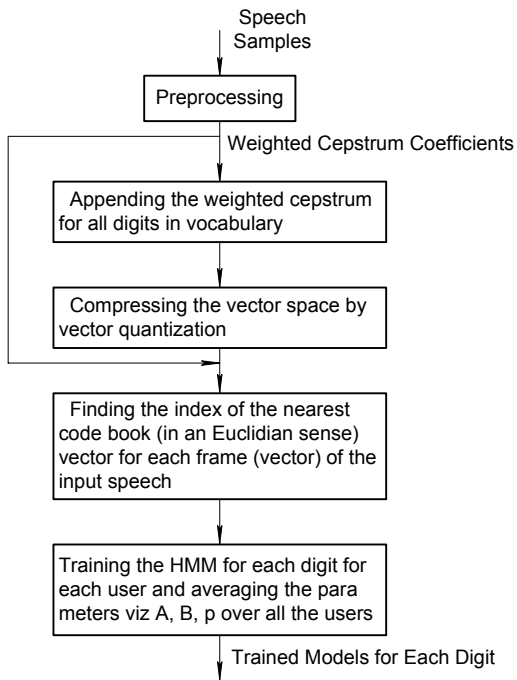 Speech
Samples
Preprocessing
Weighted Cepstrum Coefficients
Appending the weighted cepstrum
for all digits in vocabulary
Compressing the vector space by
vector quantization
Finding the index of the nearest
code book (in an Euclidian sense)
vector for each frame (vector) of the
input speech
Training the HMM for each digit for
each user and averaging the para
meters viz A, B, p over all the users
Trained Models for Each Digit